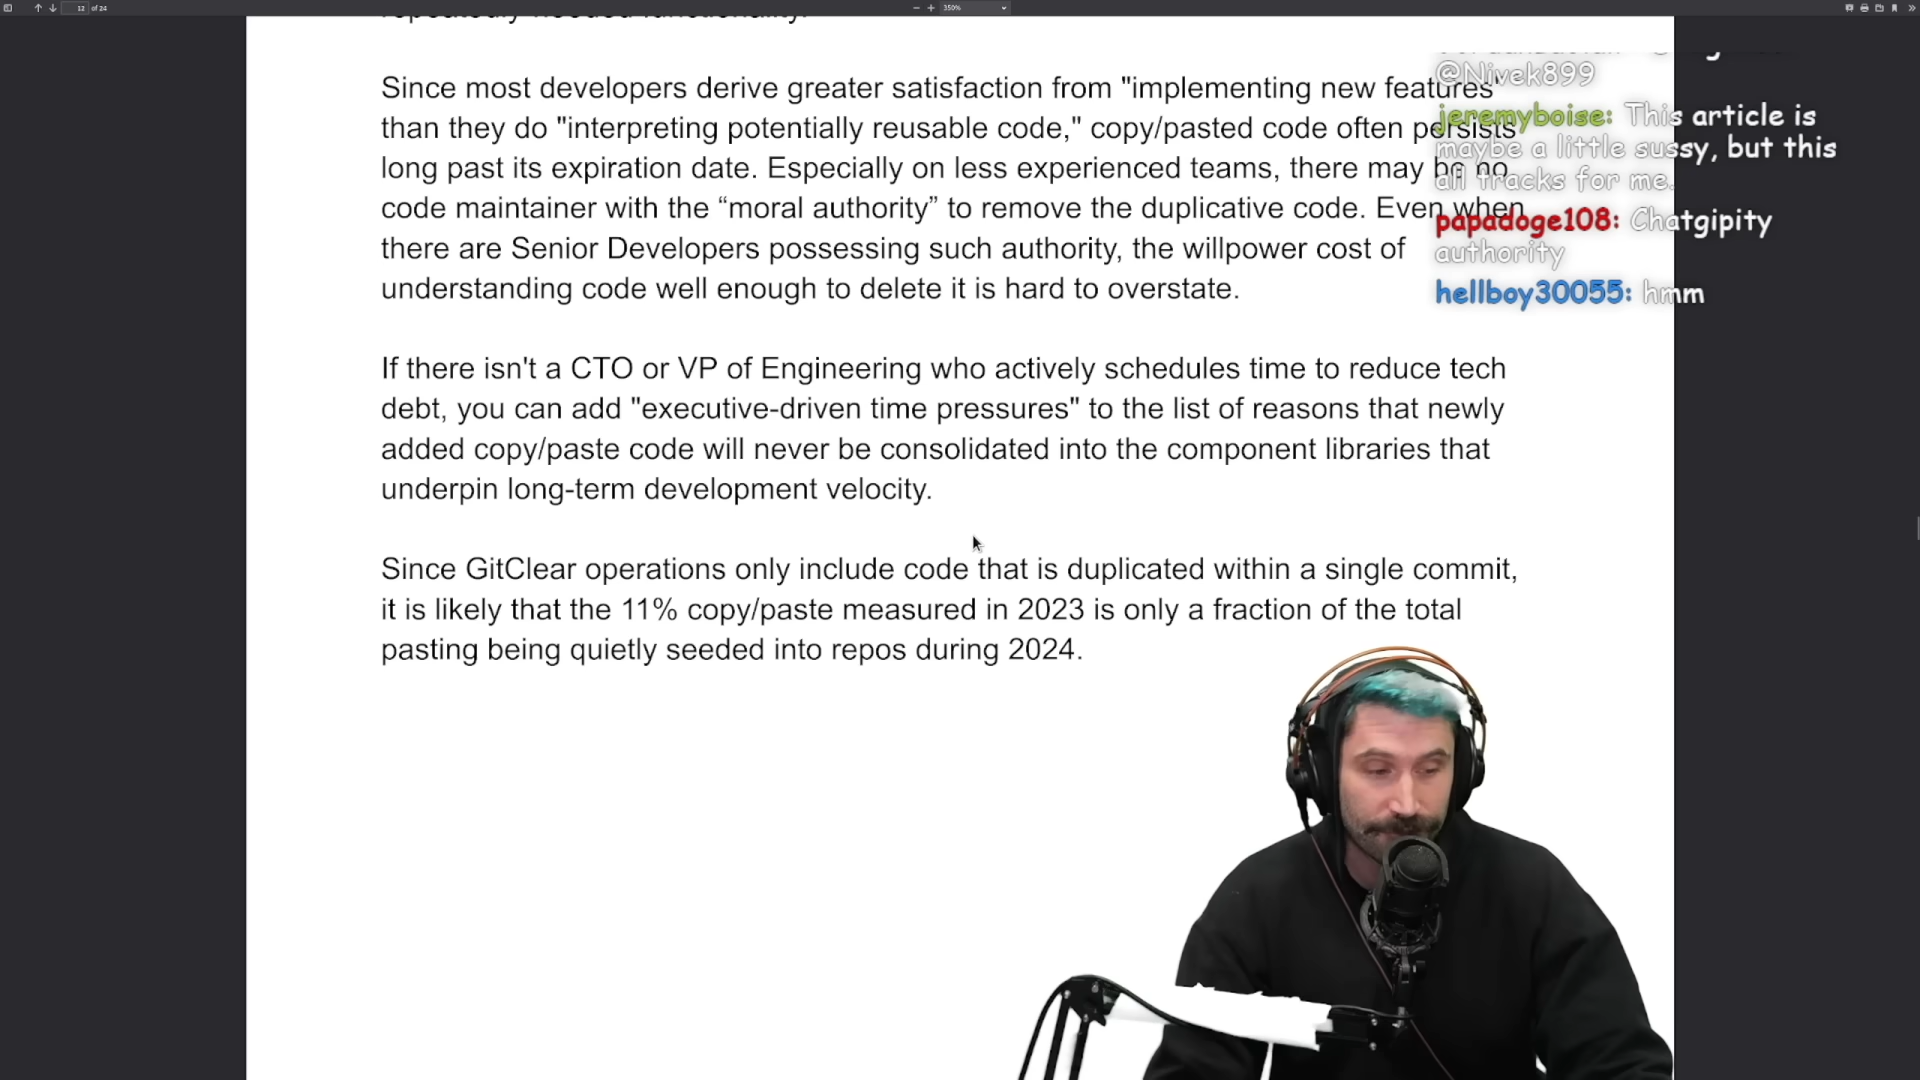 12 of 24
350%
repeatedly needed functionality.
Since most developers derive greater satisfaction from "implementing new features"
than they do "interpreting potentially reusable code," copy/pasted code often persists
long past its expiration date. Especially on less experienced teams, there may be no
code maintainer with the “moral authority” to remove the duplicative code. Even when
there are Senior Developers possessing such authority, the willpower cost of
understanding code well enough to delete it is hard to overstate.
If there isn't a CTO or VP of Engineering who actively schedules time to reduce tech
debt, you can add "executive-driven time pressures" to the list of reasons that newly
added copy/paste code will never be consolidated into the component libraries that
underpin long-term development velocity.
Since GitClear operations only include code that is duplicated within a single commit,
it is likely that the 11% copy/paste measured in 2023 is only a fraction of the total
pasting being quietly seeded into repos during 2024.
@Nivek899
jeremyboise: This article is
maybe a little sussy, but this
all tracks for me.
papadoge108: Chatgipity
authority
hellboy30055: hmm